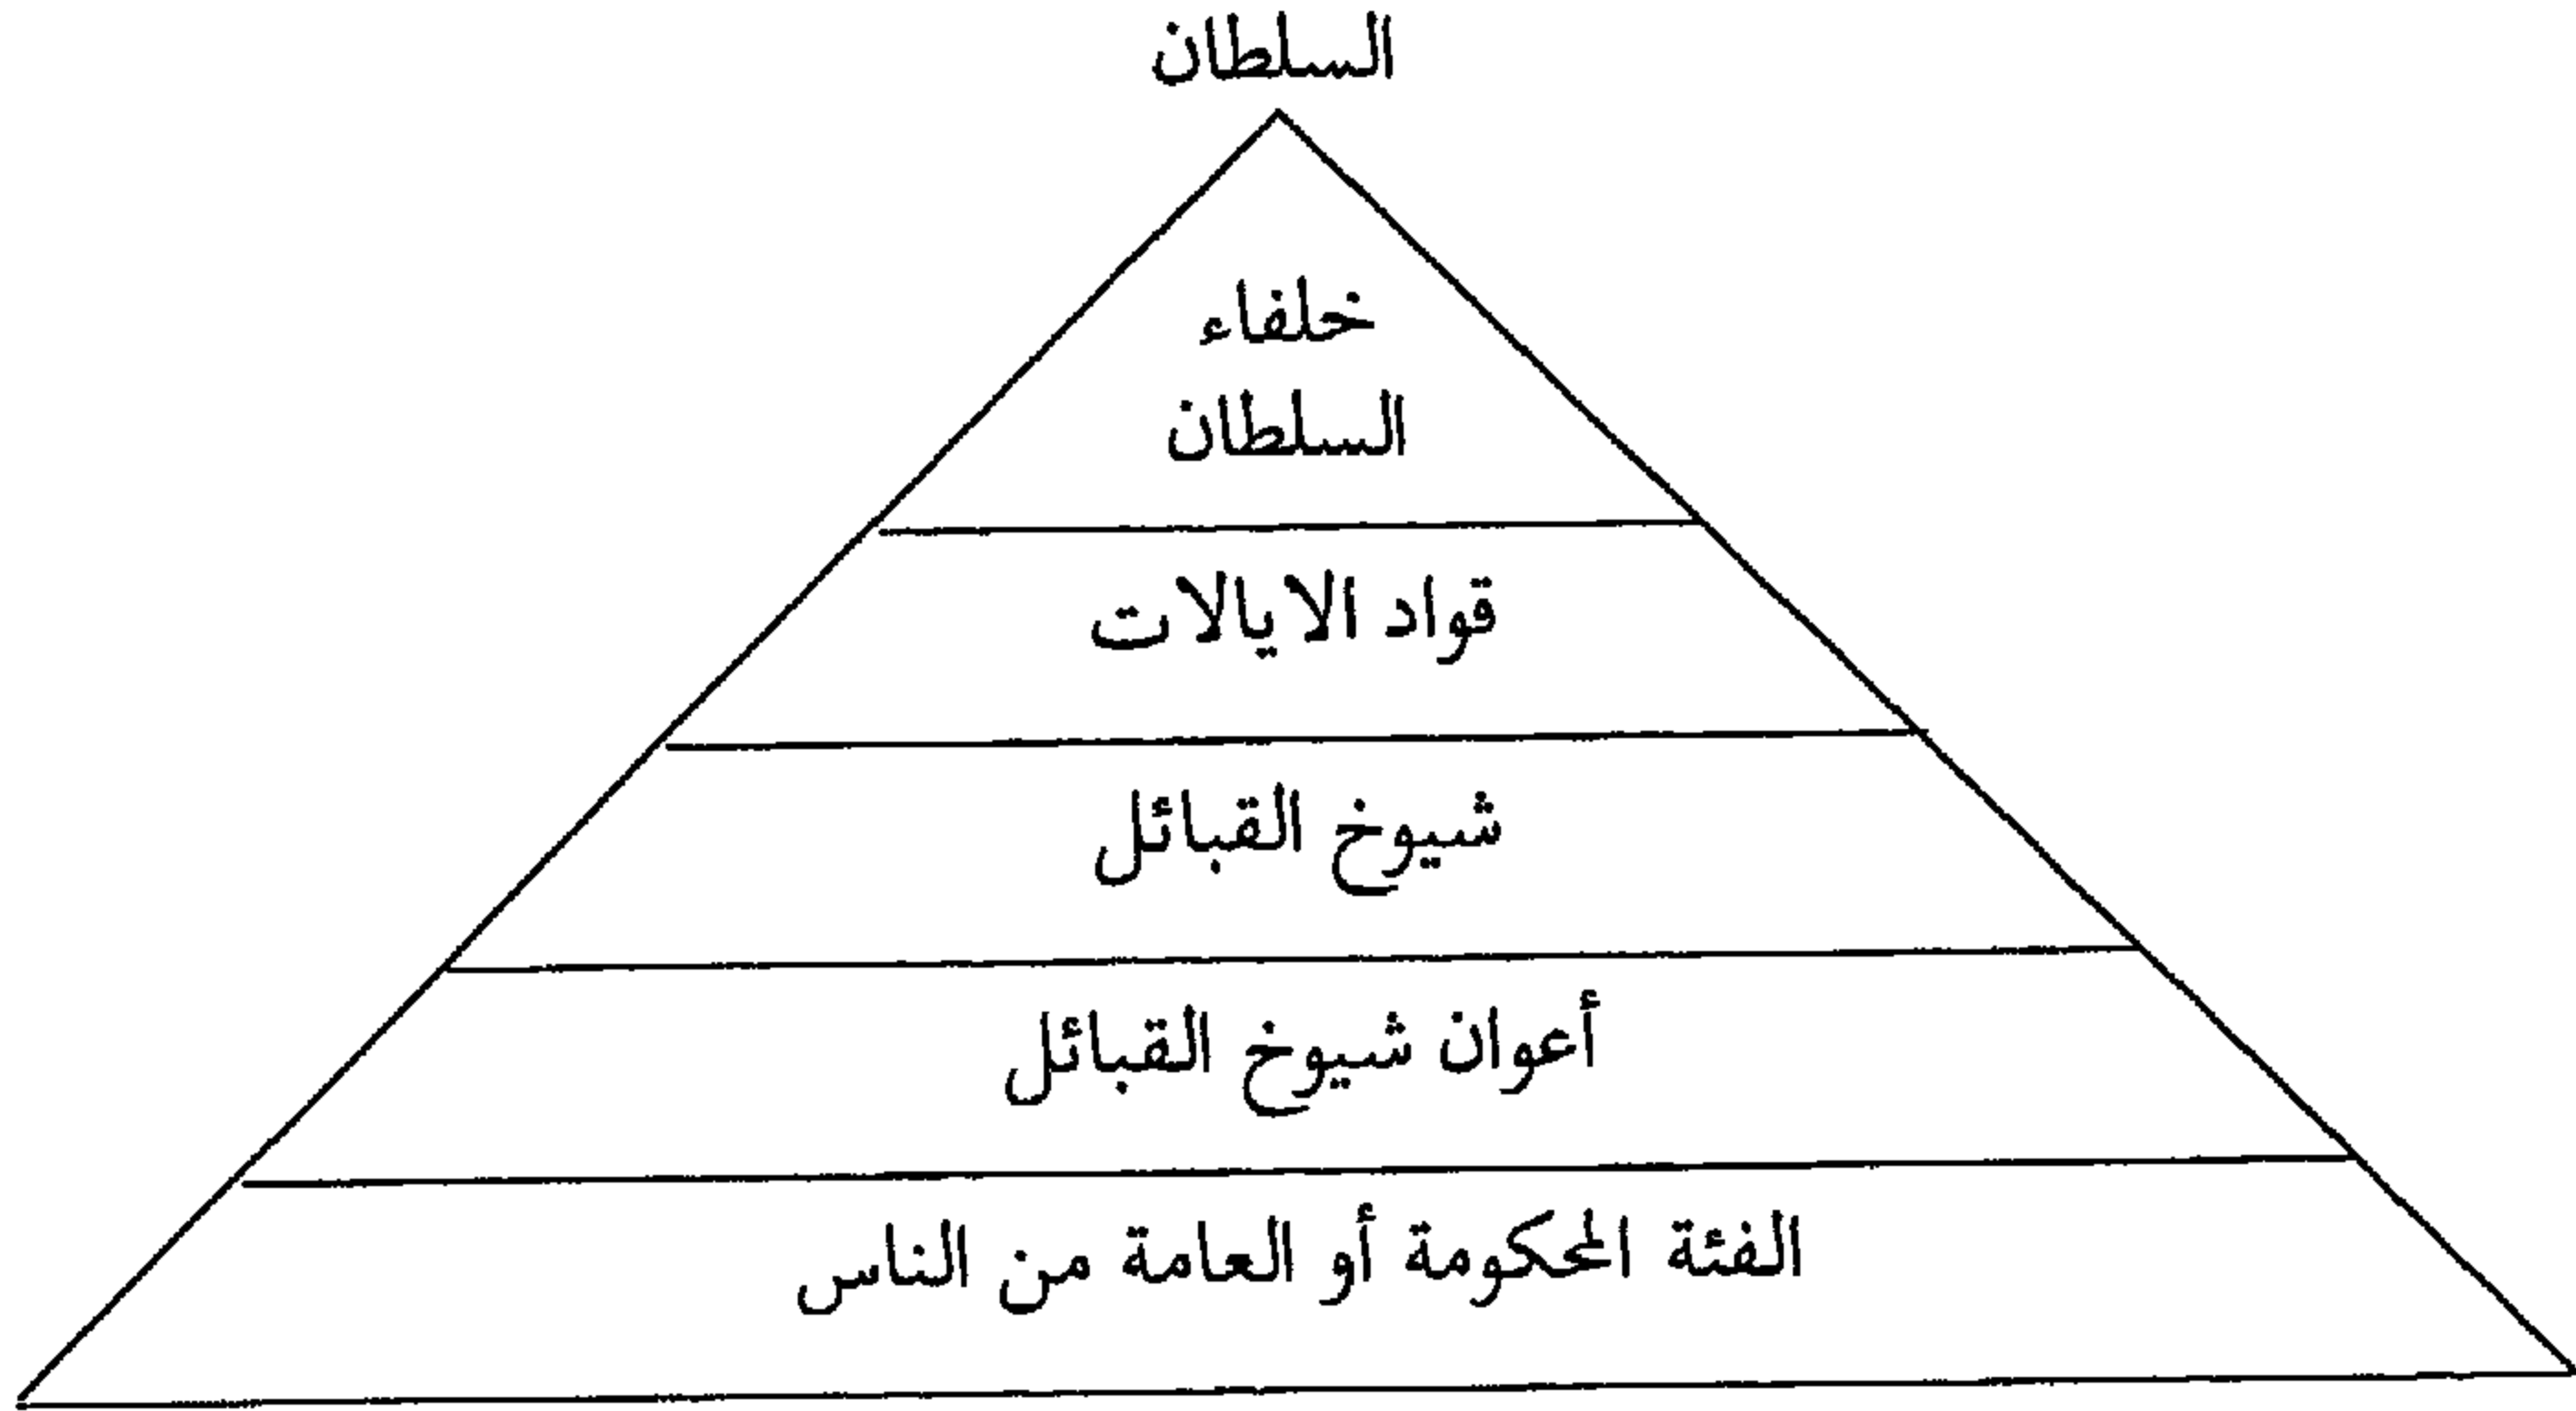 السلطان
خلفاء
السلطان
قواد الايالات
شيوخ القبائل
أعوان شيوخ القبائل
الفئة المحكومة أو العامة من الناس